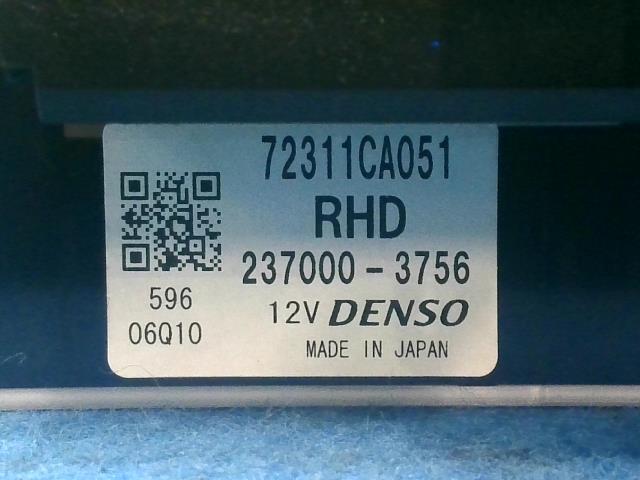 72311CA051
RHD
237000-3756
596
12V DENSO
06Q10
MADE IN JAPAN